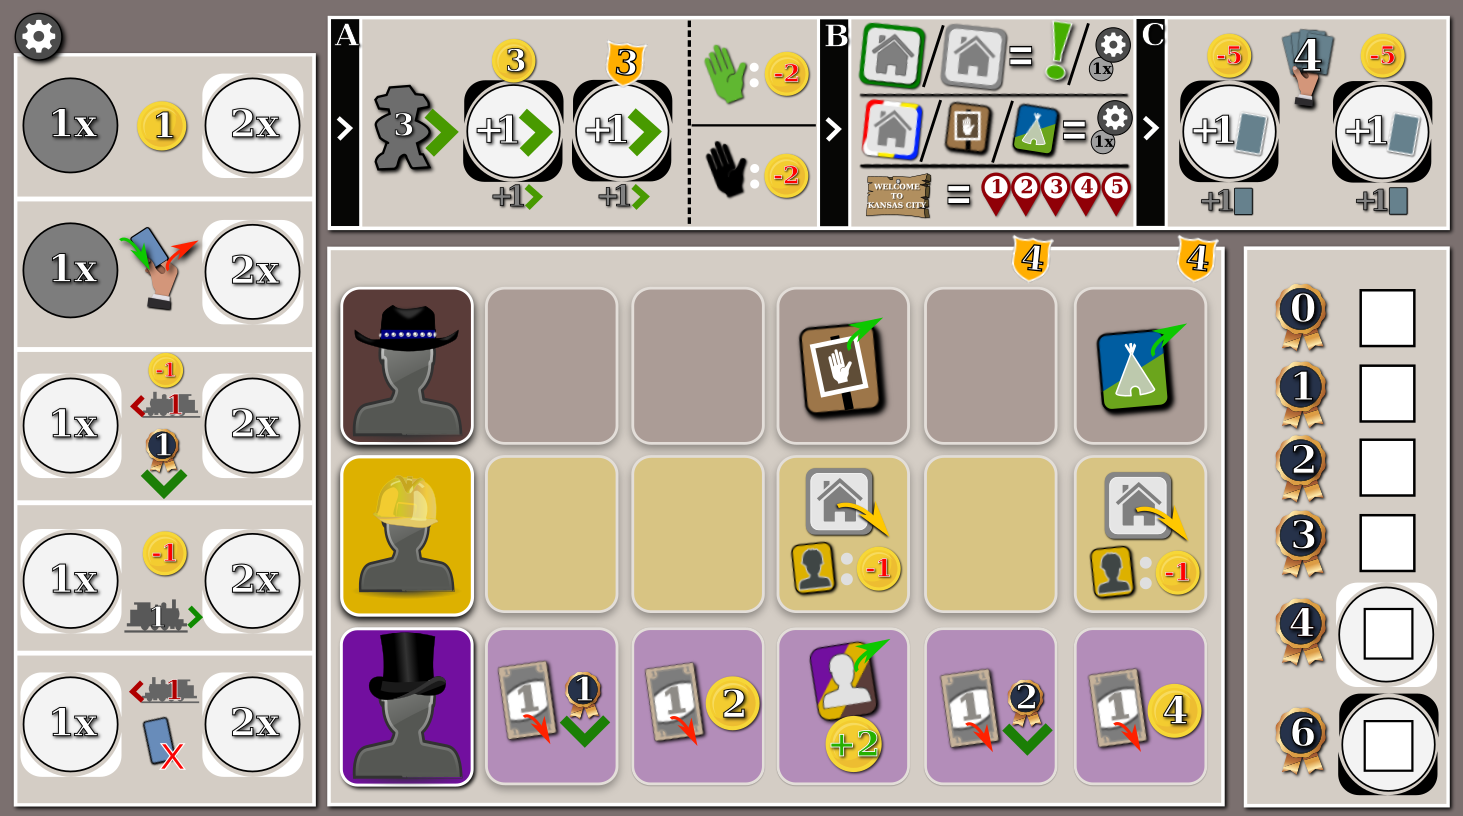 1x 1 2x
1x 2x
1x -1 1 1 2x
1x -1 1 2x
1x 1 2x
A
3
3 +1 +1
3 +1 +1
-2
-2
B
= ! / 1x
= 1x
WELCOME
TO
KANSAS CITY
= 1 2 3 4 5
C
-5 +1 +1
4
-5 +1 +1
4 4
-1 -1
1 1
1 2
+2
1 2
1 4
0
1
2
3
4
6